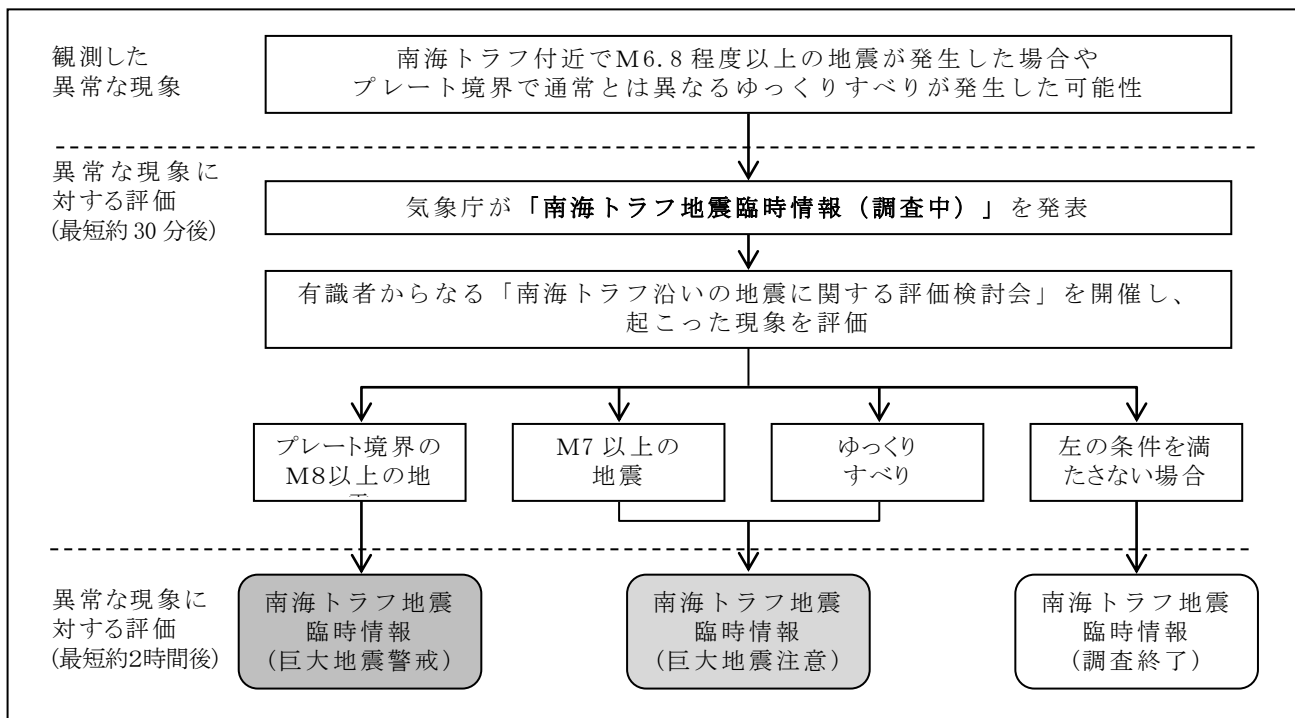 観測した
異常な現象
南海トラフ付近でM6.8程度以上の地震が発生した場合や
プレート境界で通常とは異なるゆっくりすべりが発生した可能性
異常な現象に
対する評価
(最短約30分後)
気象庁が「南海トラフ地震臨時情報（調査中）」を発表
有識者からなる「南海トラフ沿いの地震に関する評価検討会」を開催し、
起こった現象を評価
プレート境界の
M8以上の地
M7以上の
地震
ゆっくり
すべり
左の条件を満
たさない場合
異常な現象に
対する評価
(最短約2時間後)
南海トラフ地震
臨時情報
(巨大地震警戒)
南海トラフ地震
臨時情報
(巨大地震注意)
南海トラフ地震
臨時情報
(調査終了)